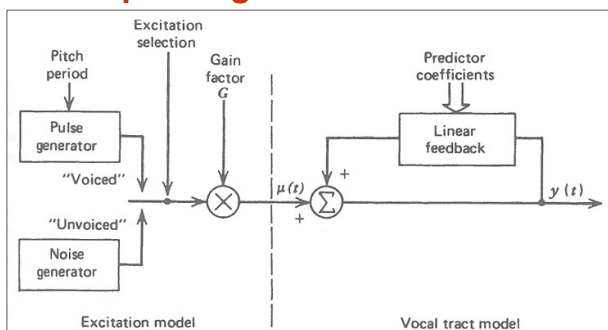 Excitation
selection
Pitch
period
Gain
factor
G
Predictor
coefficients
Pulse
generator
Linear
feedback
"Voiced"
+
μ(t)
y(t)
×
Σ
+
"Unvoiced"
Noise
generator
Excitation model
Vocal tract model